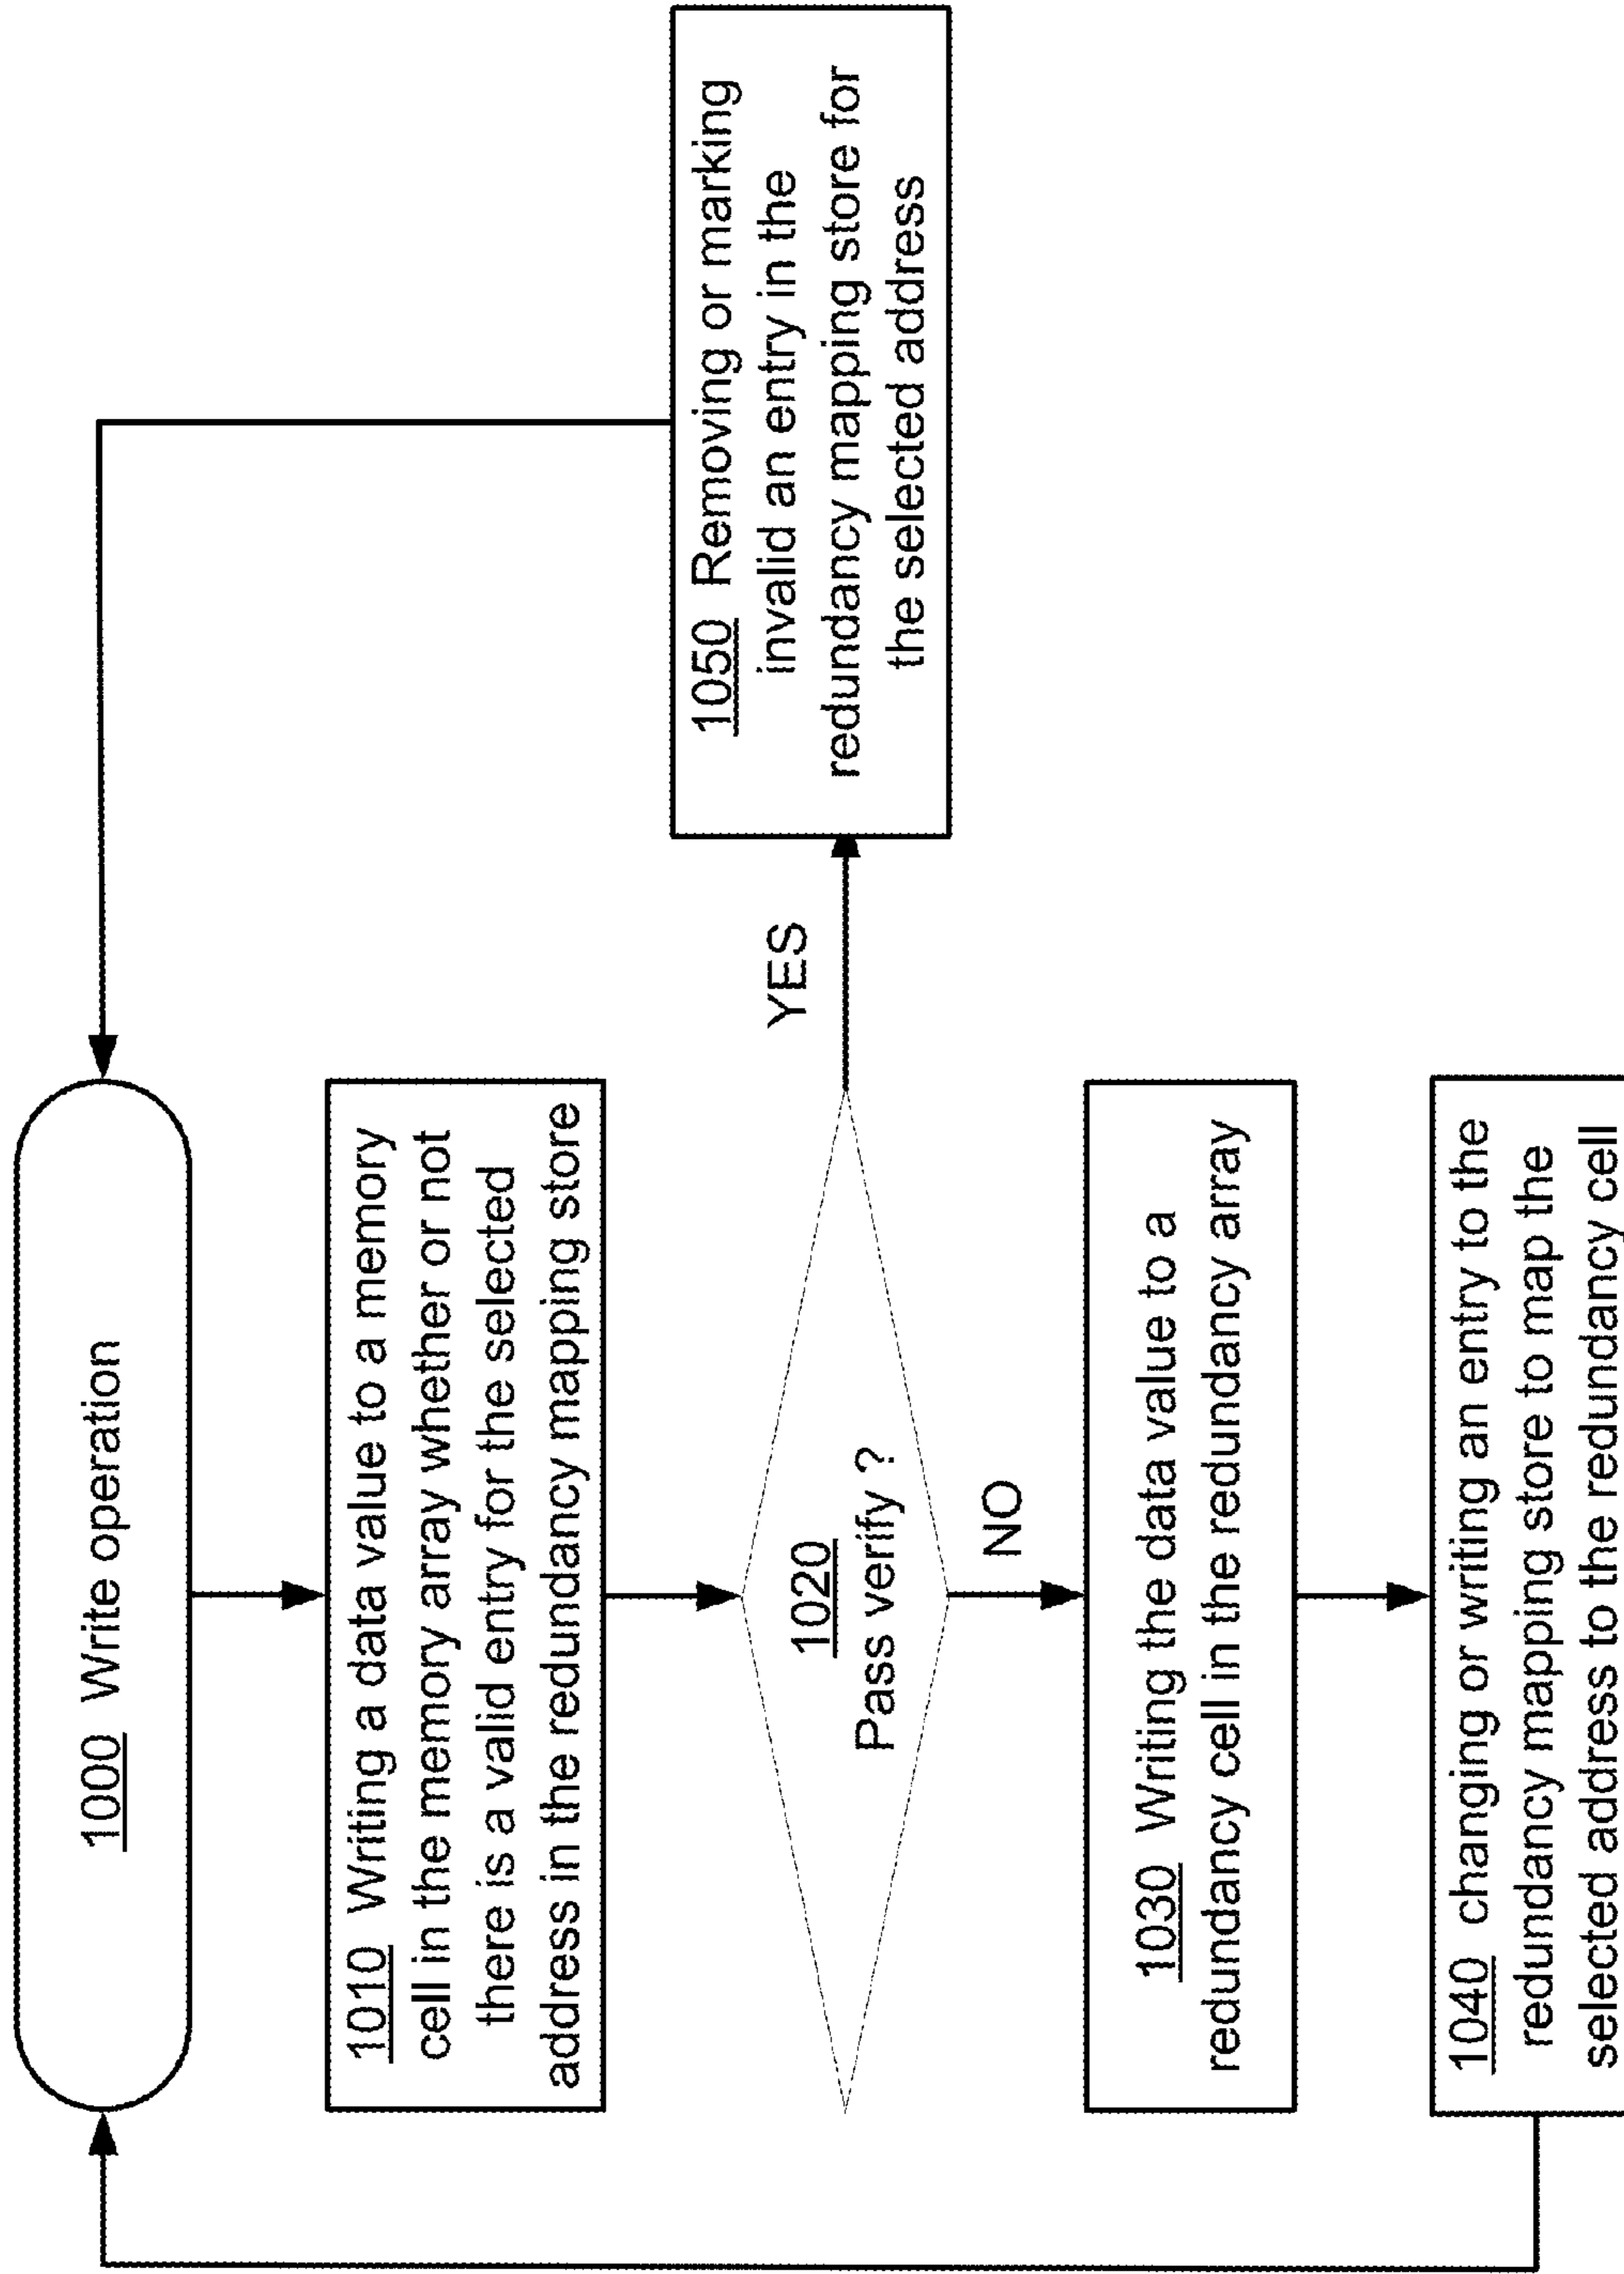 1000 Write operation
1010 Writing a data value to a memory
cell in the memory array whether or not
there is a valid entry for the selected
address in the redundancy mapping store
1020
Pass verify ?
YES
1050 Removing or marking
invalid an entry in the
redundancy mapping store for
the selected address
NO
1030 Writing the data value to a
redundancy cell in the redundancy array
1040 changing or writing an entry to the
redundancy mapping store to map the
selected address to the redundancy cell